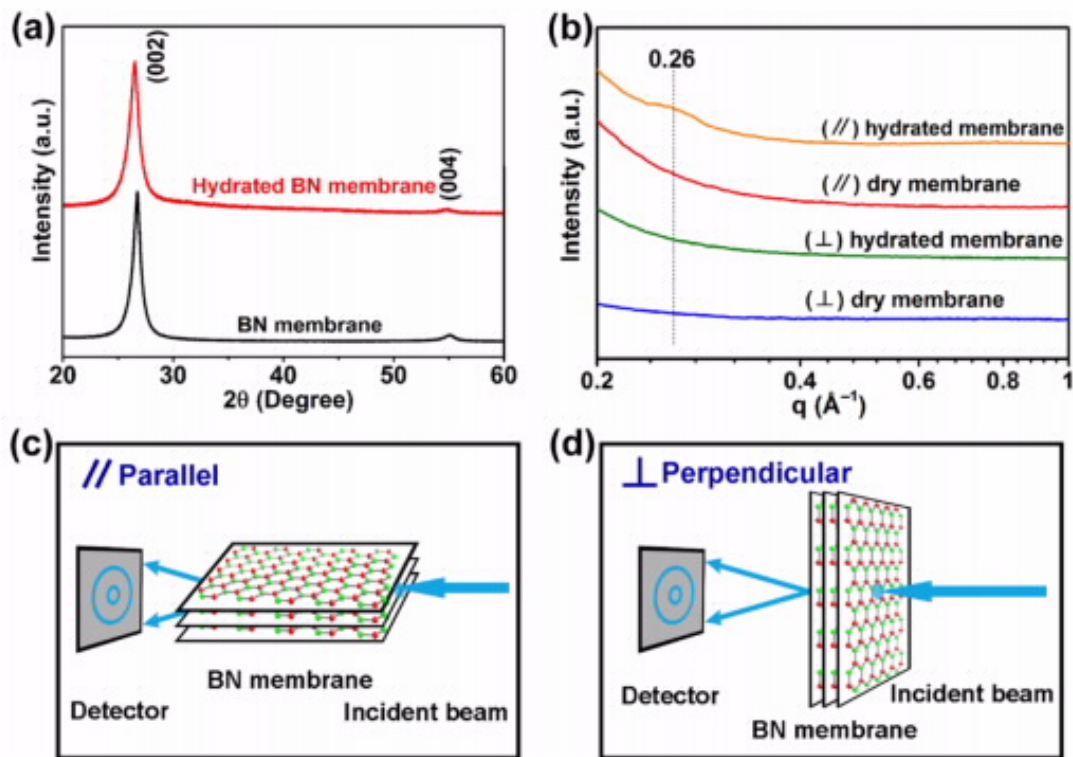 (a)
(002)
Hydrated BN membrane
(004)
BN membrane
Intensity (a.u.)
20 30 40 50 60
2θ (Degree)
(b)
0.26
(//) hydrated membrane
(//) dry membrane
(⊥) hydrated membrane
(⊥) dry membrane
Intensity (a.u.)
0.2 0.4 0.6 0.8 1
q (Å⁻¹)
(c)
// Parallel
BN membrane
Detector
Incident beam
(d)
⊥ Perpendicular
Detector
Incident beam
BN membrane